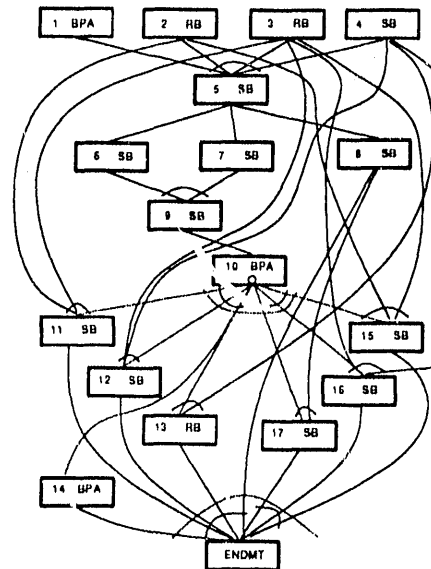 1 BPA
2 RB
3 RB
4 SB
5 SB
6 SB
7 SB
8 SB
9 SB
10 BPA
11 SB
15 SB
12 SB
16 SB
13 RB
17 SB
14 BPA
ENDMT